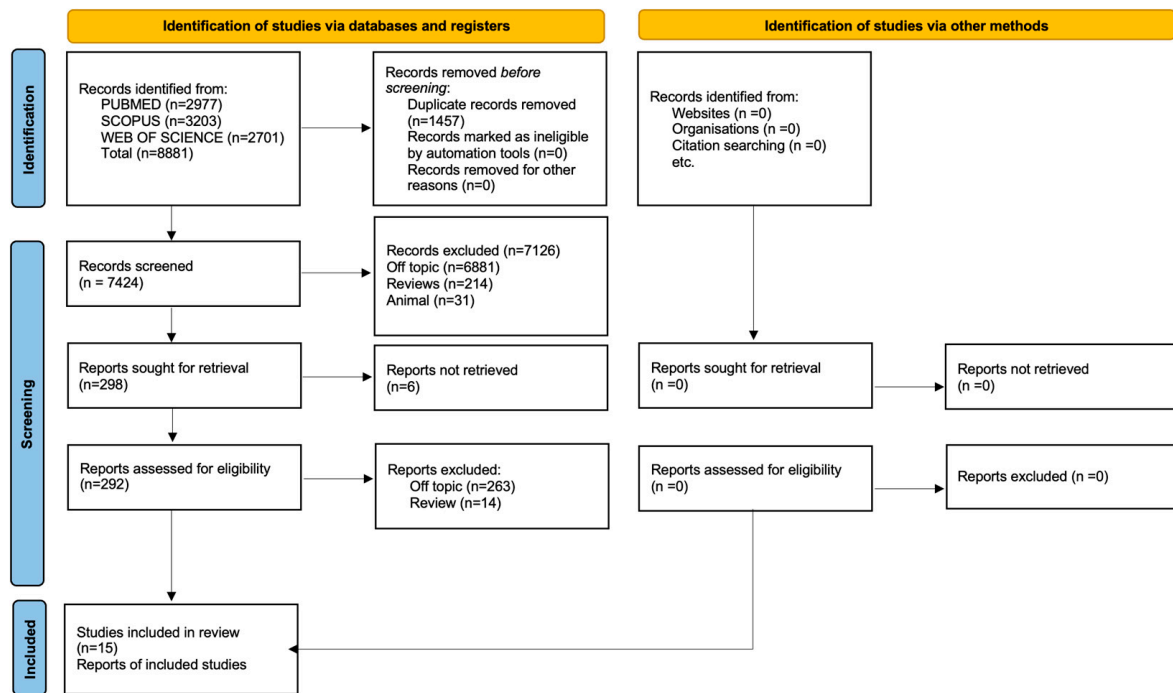 Identification of studies via databases and registers
Identification of studies via other methods
Identification
Records identified from:
PUBMED (n=2977)
SCOPUS (n=3203)
WEB OF SCIENCE (n=2701)
Total (n=8881)
Records removed before
screening:
Duplicate records removed
(n=1457)
Records marked as ineligible
by automation tools (n=0)
Records removed for other
reasons (n=0)
Records identified from:
Websites (n =0)
Organisations (n =0)
Citation searching (n =0)
etc.
Screening
Records screened
(n = 7424)
Records excluded (n=7126)
Off topic (n=6881)
Reviews (n=214)
Animal (n=31)
Reports sought for retrieval
(n=298)
Reports not retrieved
(n=6)
Reports sought for retrieval
(n =0)
Reports not retrieved
(n =0)
Reports assessed for eligibility
(n=292)
Reports excluded:
Off topic (n=263)
Review (n=14)
Reports assessed for eligibility
(n =0)
Reports excluded (n =0)
Included
Studies included in review
(n=15)
Reports of included studies